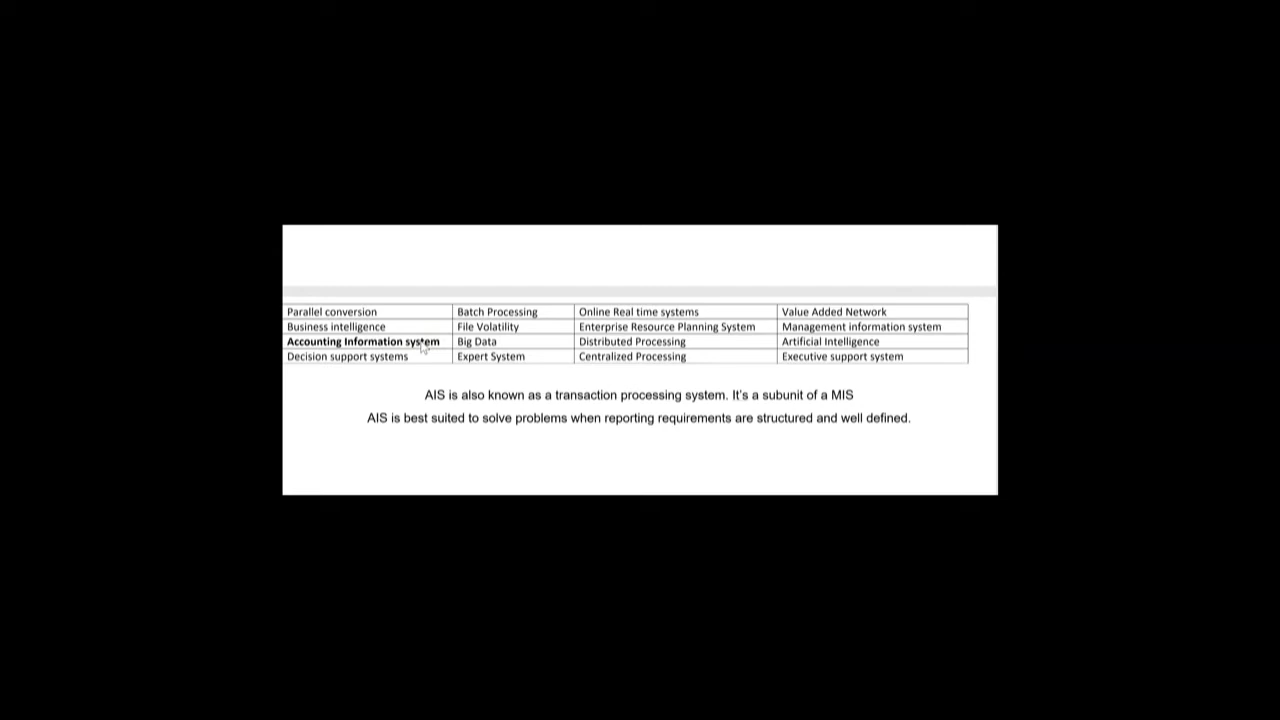 Parallel conversion Batch Processing Online Real time systems Value Added Network
Business intelligence File Volatility Enterprise Resource Planning System Management information system
Accounting Information system Big Data Distributed Processing Artificial Intelligence
Decision support systems Expert System Centralized Processing Executive support system
AIS is also known as a transaction processing system. It's a subunit of a MIS
AIS is best suited to solve problems when reporting requirements are structured and well defined.